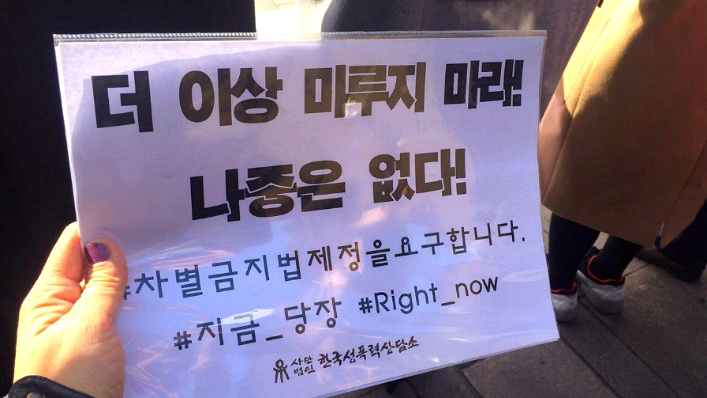 더 이상 미루지 마래!
나중은 없다!
#차별금지법제정을요구합니다.
#지금_당장 #Right_now
사단법인 한국성폭력상담소